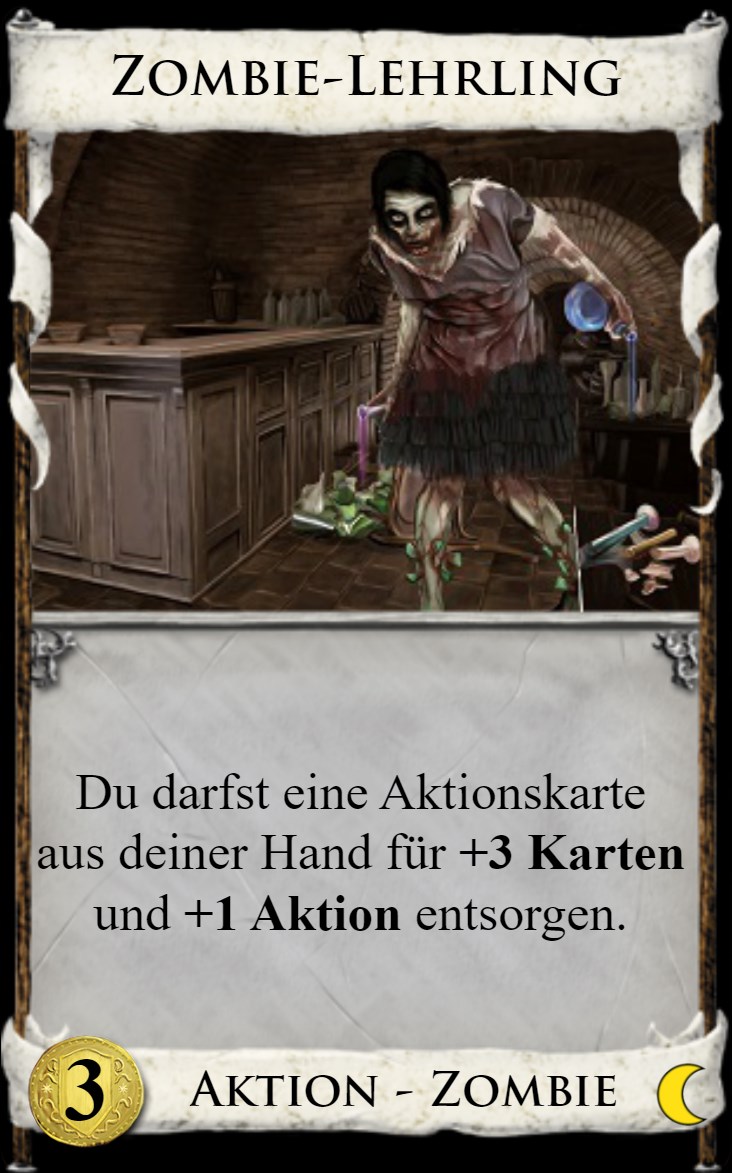 Zombie-Lehrling
Du darfst eine Aktionskarte
aus deiner Hand für +3 Karten
und +1 Aktion entsorgen.
3
Aktion - Zombie